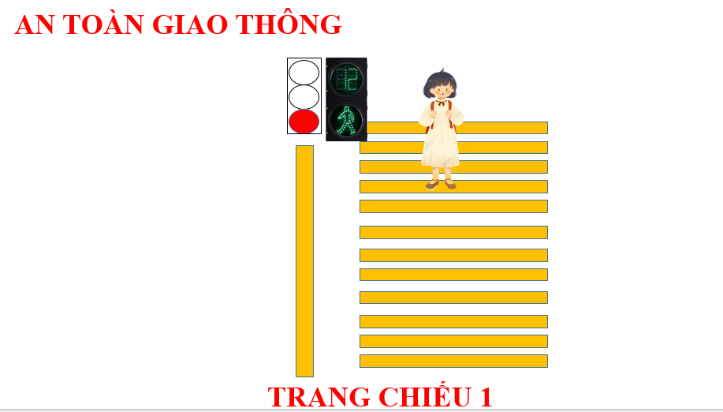 AN TOÀN GIAO THÔNG
TRANG CHIẾU 1